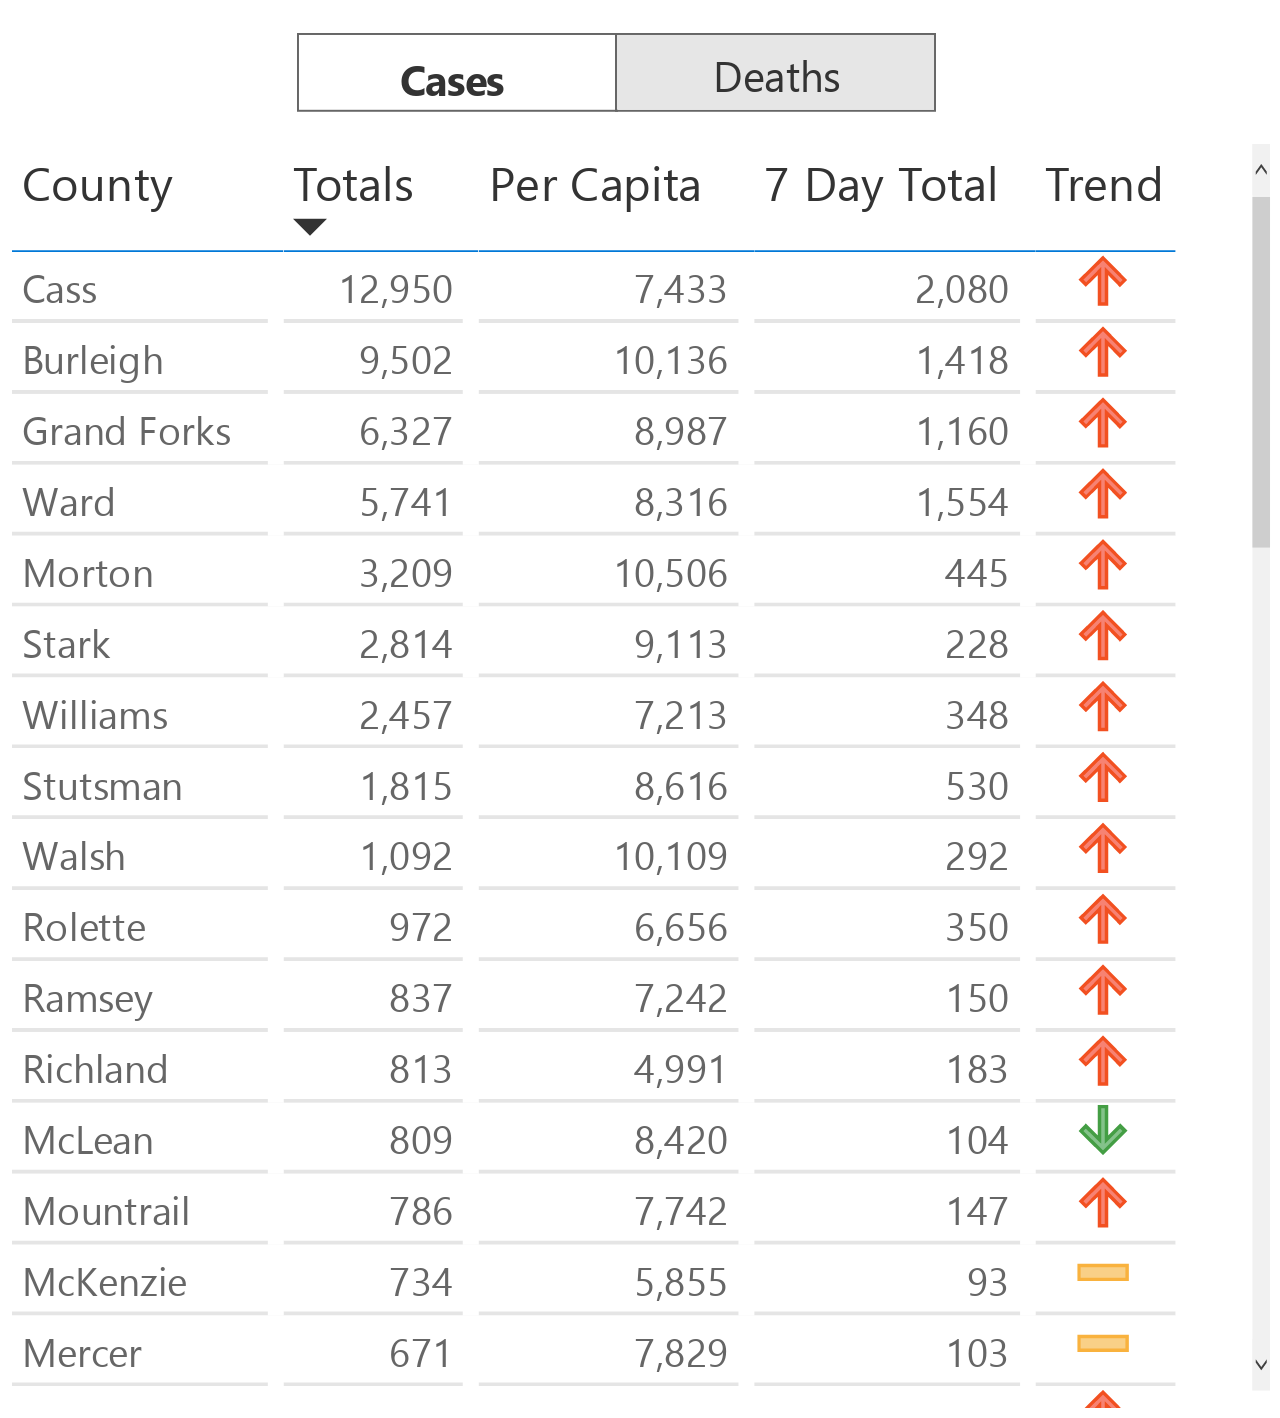 Cases Deaths
County Totals Per Capita 7 Day Total Trend
Cass 12,950 7,433 2,080
Burleigh 9,502 10,136 1,418
Grand Forks 6,327 8,987 1,160
Ward 5,741 8,316 1,554
Morton 3,209 10,506 445
Stark 2,814 9,113 228
Williams 2,457 7,213 348
Stutsman 1,815 8,616 530
Walsh 1,092 10,109 292
Rolette 972 6,656 350
Ramsey 837 7,242 150
Richland 813 4,991 183
McLean 809 8,420 104
Mountrail 786 7,742 147
McKenzie 734 5,855 93
Mercer 671 7,829 103